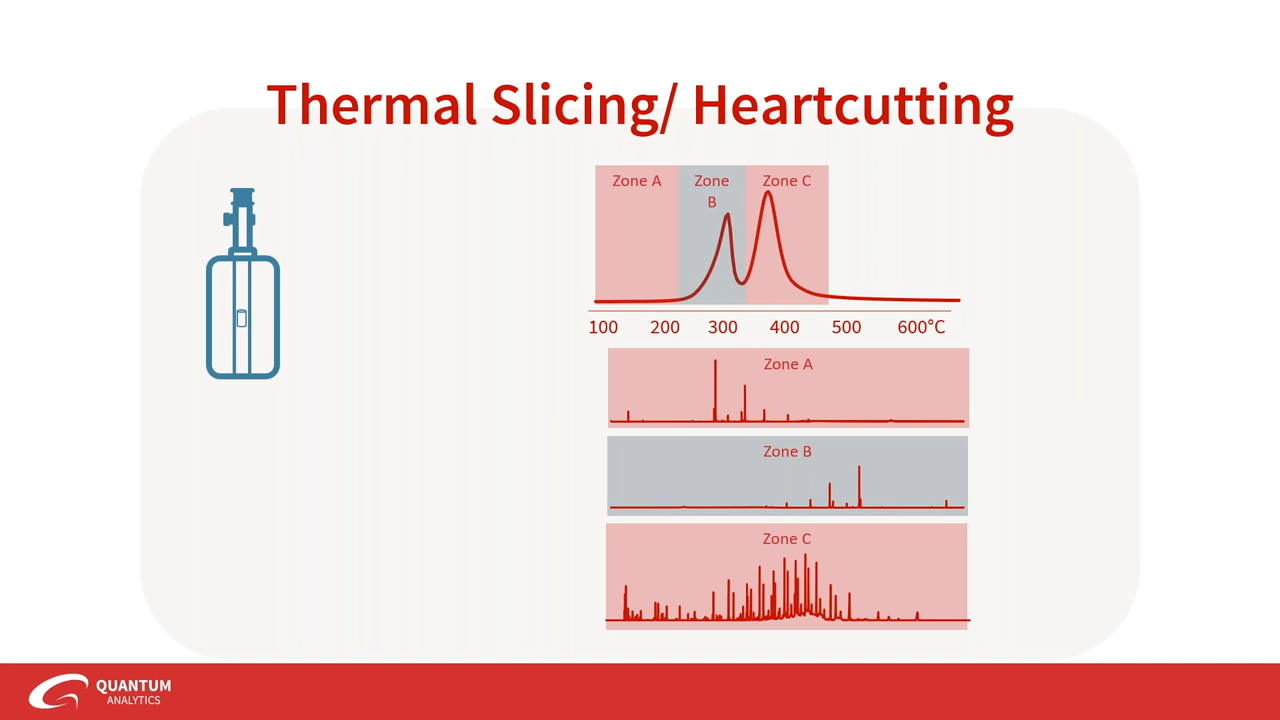 Thermal Slicing/ Heartcutting
Zone A
Zone
B
Zone C
100 200 300 400 500 600°C
Zone A
Zone B
Zone C
QUANTUM
ANALYTICS